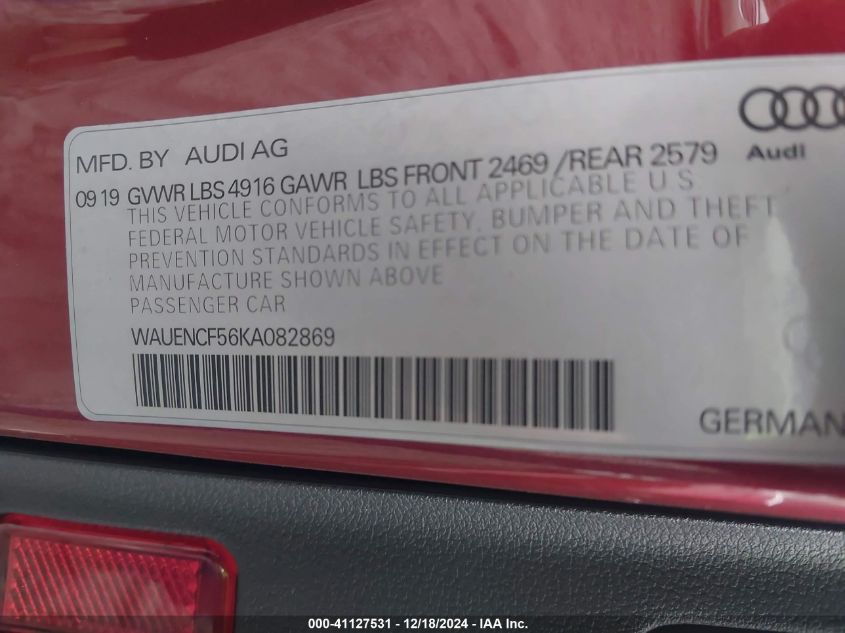 MFD. BY AUDI AG
Audi
09 19 GVWR LBS 4916 GAWR LBS FRONT 2469 /REAR 2579
THIS VEHICLE CONFORMS TO ALL APPLICABLE U S
FEDERAL MOTOR VEHICLE SAFETY, BUMPER AND THEFT
PREVENTION STANDARDS IN EFFECT ON THE DATE OF
MANUFACTURE SHOWN ABOVE
PASSENGER CAR
WAUENCF56KA082869
GERMAN
000-41127531 - 12/18/2024 - IAA Inc.